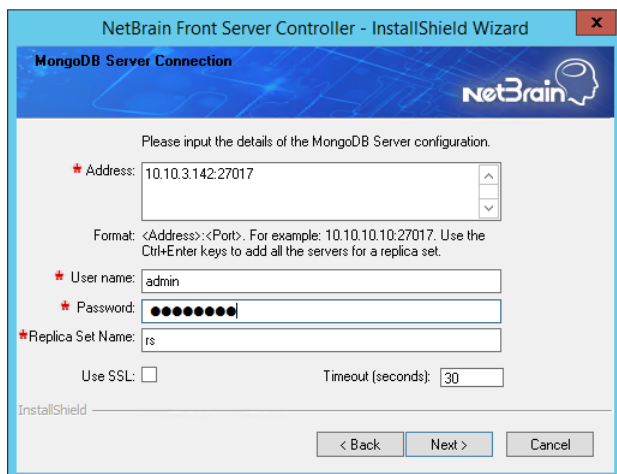 NetBrain Front Server Controller - InstallShield Wizard
x
MongoDB Server Connection
NetBrain
Please input the details of the MongoDB Server configuration.
* Address: 10.10.3.142:27017
Format: <Address>:<Port>. For example: 10.10.10.10:27017. Use the
Ctrl+Enter keys to add all the servers for a replica set.
* User name: admin
* Password: ●●●●●●●●
*Replica Set Name: rs
Use SSL: Timeout (seconds): 30
InstallShield
< Back Next > Cancel